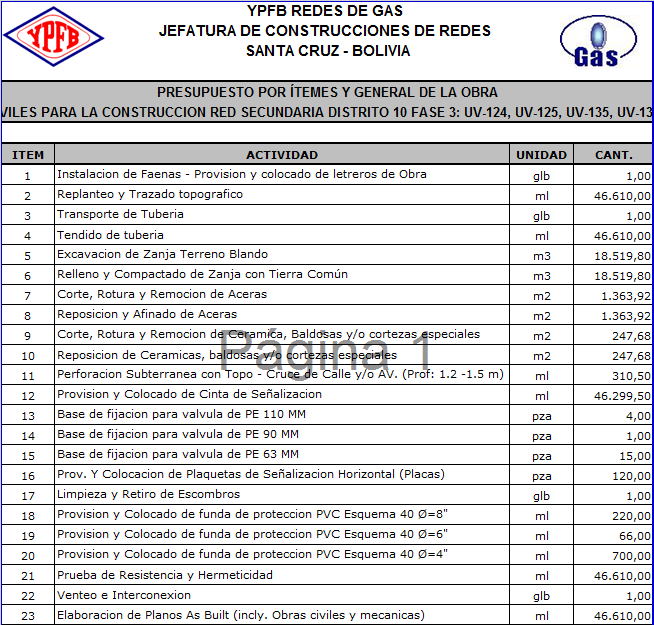 YPFB REDES DE GAS
JEFATURA DE CONSTRUCCIONES DE REDES
SANTA CRUZ - BOLIVIA
YPFB
Gas
PRESUPUESTO POR ÍTEMES Y GENERAL DE LA OBRA
VILES PARA LA CONSTRUCCION RED SECUNDARIA DISTRITO 10 FASE 3: UV-124, UV-125, UV-135, UV-13
ITEM ACTIVIDAD UNIDAD CANT.
1 Instalacion de Faenas - Provision y colocado de letreros de Obra glb 1,00
2 Replanteo y Trazado topografico ml 46.610,00
3 Transporte de Tuberia glb 1,00
4 Tendido de tuberia ml 46.610,00
5 Excavacion de Zanja Terreno Blando m3 18.519,80
6 Relleno y Compactado de Zanja con Tierra Común m3 18.519,80
7 Corte, Rotura y Remocion de Aceras m2 1.363,92
8 Reposicion y Afinado de Aceras m2 1.363,92
9 Corte, Rotura y Remocion de Ceramica, Baldosas y/o cortezas especiales m2 247,68
10 Reposicion de Ceramicas, baldosas y/o cortezas especiales m2 247,68
11 Perforacion Subterranea con Topo - Cruce de Calle y/o AV. (Prof: 1.2 -1.5 m) ml 310,50
12 Provision y Colocado de Cinta de Señalizacion ml 46.299,50
13 Base de fijacion para valvula de PE 110 MM pza 4,00
14 Base de fijacion para valvula de PE 90 MM pza 1,00
15 Base de fijacion para valvula de PE 63 MM pza 15,00
16 Prov. Y Colocacion de Plaquetas de Señalizacion Horizontal (Placas) pza 120,00
17 Limpieza y Retiro de Escombros glb 1,00
18 Provision y Colocado de funda de proteccion PVC Esquema 40 Ø=8" ml 220,00
19 Provision y Colocado de funda de proteccion PVC Esquema 40 Ø=6" ml 66,00
20 Provision y Colocado de funda de proteccion PVC Esquema 40 Ø=4" ml 700,00
21 Prueba de Resistencia y Hermeticidad ml 46.610,00
22 Venteo e Interconexion glb 1,00
23 Elaboracion de Planos As Built (incly. Obras civiles y mecanicas) ml 46.610,00
Página 1